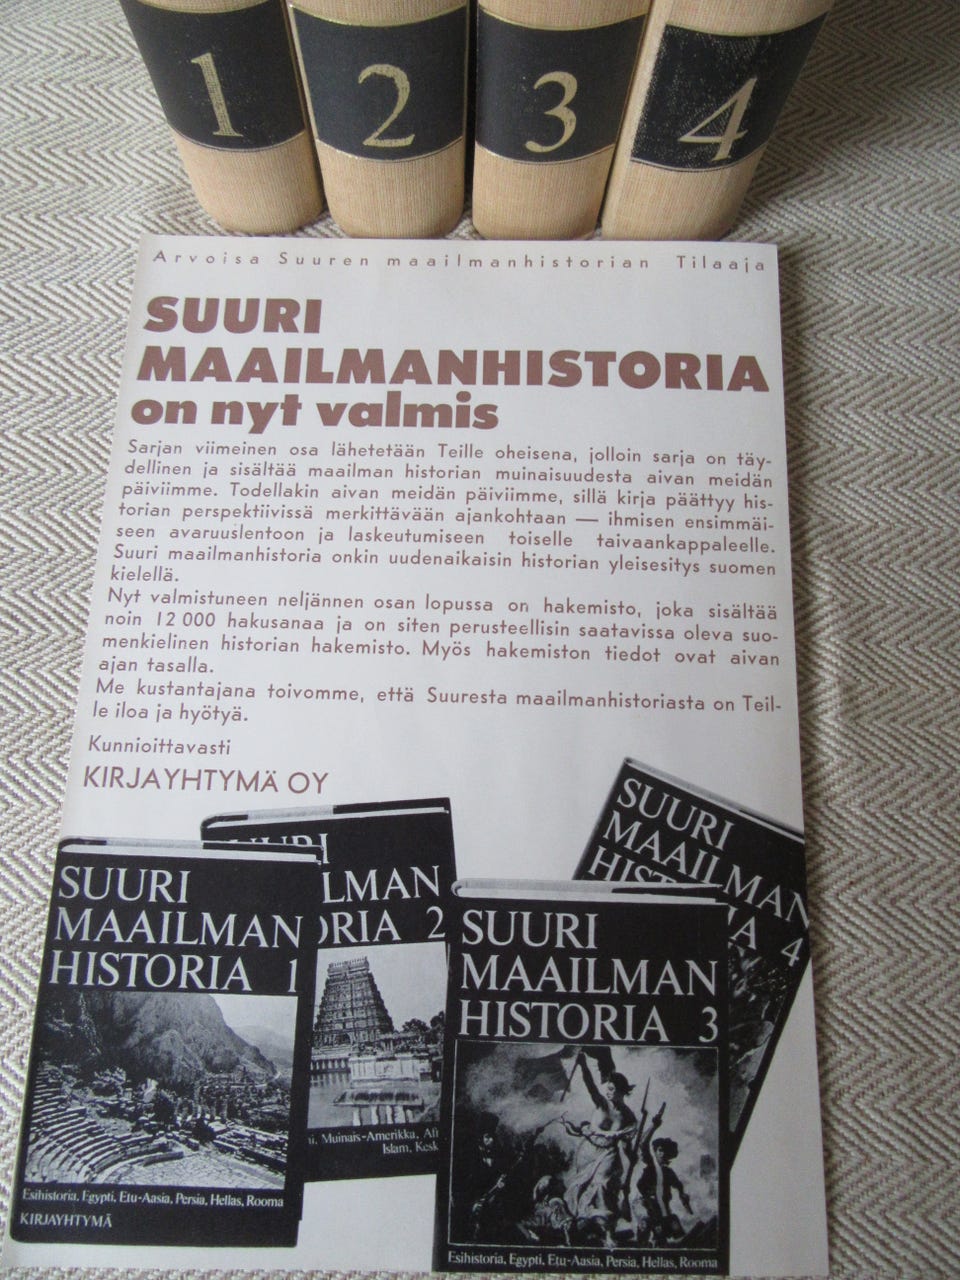 1 2 3 4
Arvoisa Suuren maailmanhistorian Tilaaja
SUURI
MAAILMANHISTORIA
on nyt valmis
Sarjan viimeinen osa lähetetään Teille oheisena, jolloin sarja on täy-
dellinen ja sisältää maailman historian muinaisuudesta aivan meidän
päiviimme. Todellakin aivan meidän päiviimme, sillä kirja päättyy his-
torian perspektiivissä merkittävään ajankohtaan — ihmisen ensimmäi-
seen avaruuslentoon ja laskeutumiseen toiselle taivaankappaleelle.
Suuri maailmanhistoria onkin uudenaikaisin historian yleisesitys suomen
kielellä.
Nyt valmistuneen neljännen osan lopussa on hakemisto, joka sisältää
noin 12 000 hakusanaa ja on siten perusteellisin saatavissa oleva suo-
menkielinen historian hakemisto. Myös hakemiston tiedot ovat aivan
ajan tasalla.
Me kustantajana toivomme, että Suuresta maailmanhistoriasta on Teil-
le iloa ja hyötyä.
Kunnioittavasti
KIRJAYHTYMÄ OY
SUURI
MAAILMAN
HISTORIA 1
Esihistoria, Egypti, Etu-Aasia, Persia, Hellas, Rooma
KIRJAYHTYMÄ
LMAN
ORIA 2
Muinais-Amerikka,
Islam,
SUURI
MAAILMAN
HISTORIA 3
Esihistoria, Egypti, Etu-Aasia, Persia, Hellas, Rooma
SUURI
MAAILMAN
HIST
A 4